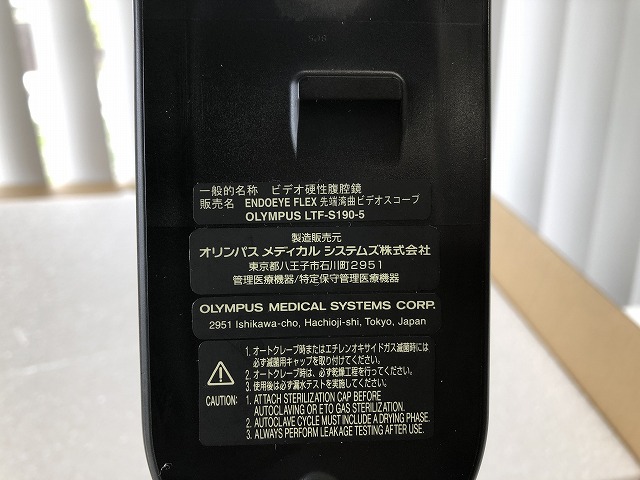 一般的名称 ビデオ硬性腹腔鏡
販売名 ENDOEYE FLEX 先端湾曲ビデオスコープ
OLYMPUS LTF-S190-5
製造販売元
オリンパス メディカル システムズ株式会社
東京都八王子市石川町2951
管理医療機器/特定保守管理医療機器
OLYMPUS MEDICAL SYSTEMS CORP.
2951 Ishikawa-cho, Hachioji-shi, Tokyo, Japan
1. オートクレーブ時またはエチレンオキサイドガス滅菌時には
必ず滅菌用キャップを取り付けてください。
2. オートクレーブ時は、必ず乾燥工程を行ってください。
3. 使用後は必ず漏水テストを実施してください。
CAUTION:
1. ATTACH STERILIZATION CAP BEFORE
AUTOCLAVING OR ETO GAS STERILIZATION.
2. AUTOCLAVE CYCLE MUST INCLUDE A DRYING PHASE.
3. ALWAYS PERFORM LEAKAGE TESTING AFTER USE.